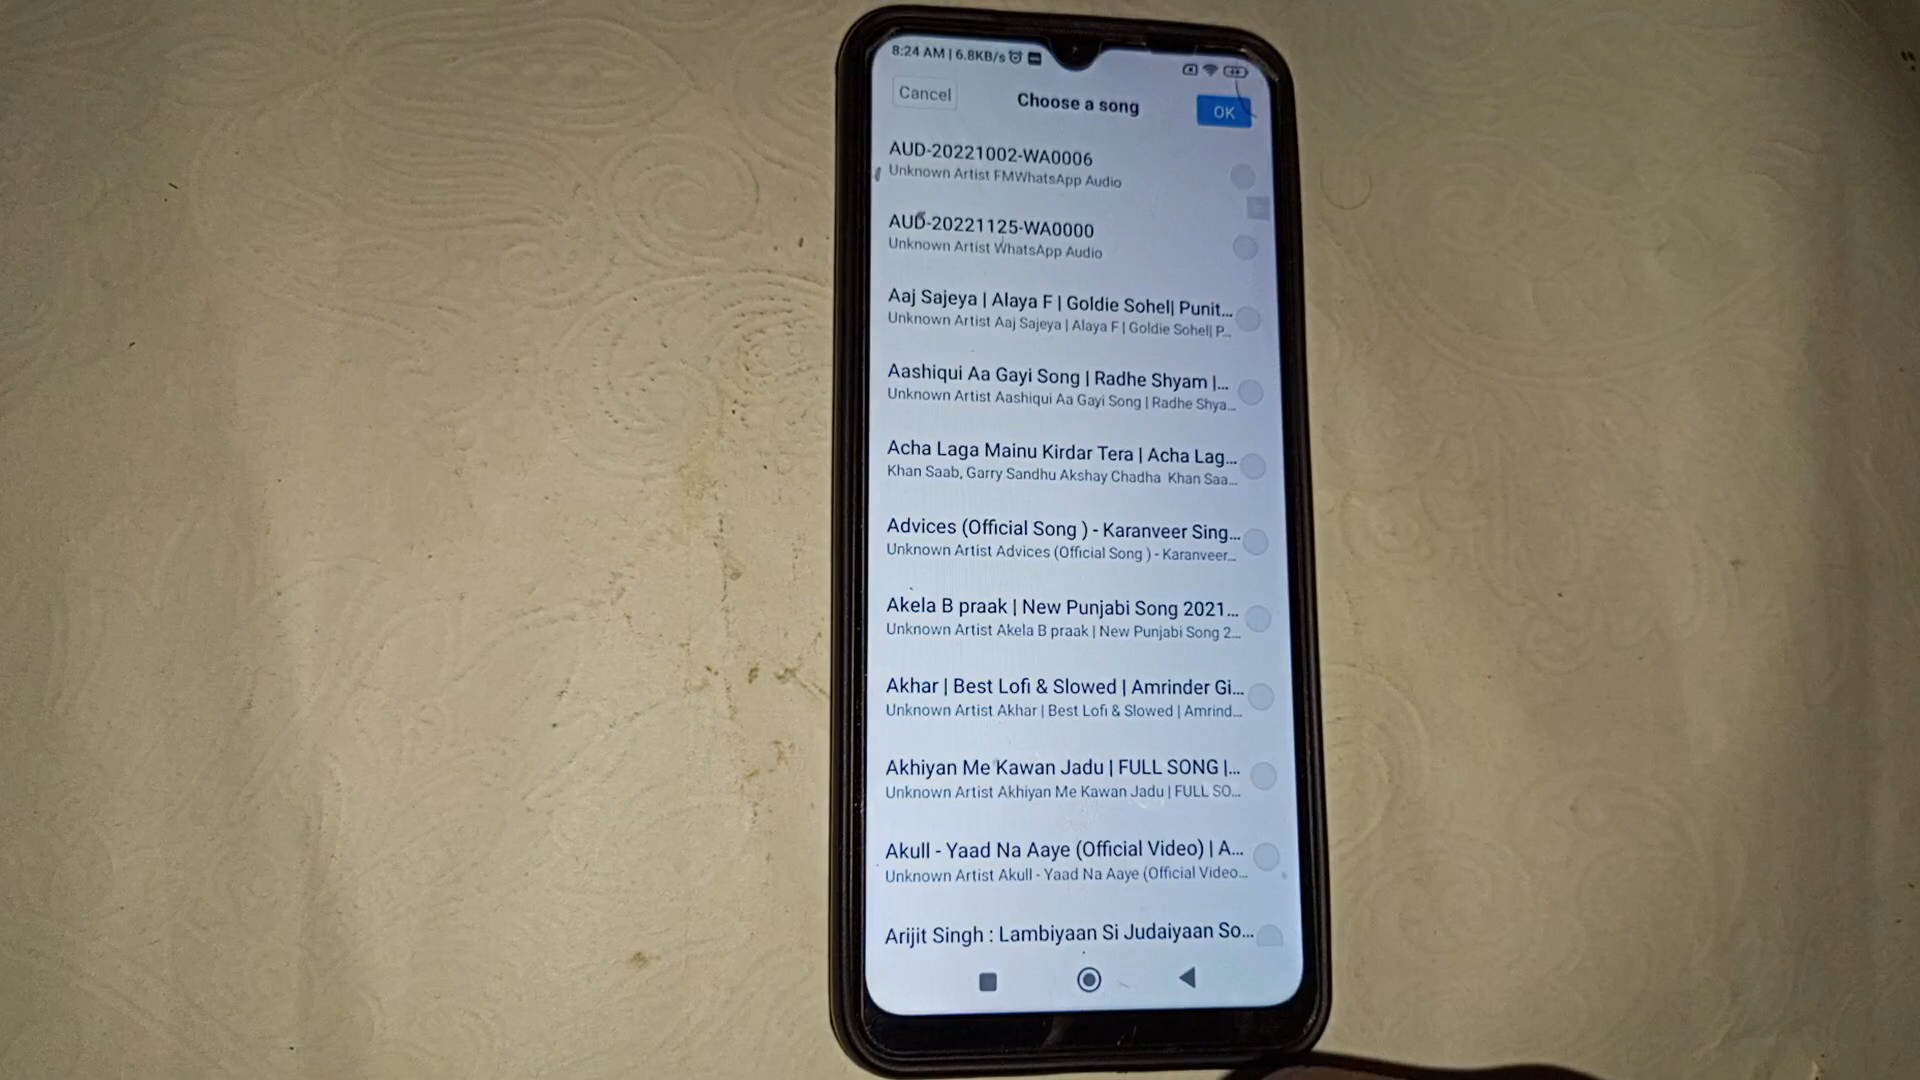 8:24 AM | 6.8KB/s
Cancel
Choose a song
OK
AUD-20221002-WA0006
Unknown Artist FMWhatsApp Audio
AUD-20221125-WA0000
Unknown Artist WhatsApp Audio
Aaj Sajeya | Alaya F | Goldie Sohel| Punit...
Unknown Artist Aaj Sajeya | Alaya F | Goldie Sohel| P...
Aashiqui Aa Gayi Song | Radhe Shyam |...
Unknown Artist Aashiqui Aa Gayi Song | Radhe Shya...
Acha Laga Mainu Kirdar Tera | Acha Lag...
Khan Saab, Garry Sandhu Akshay Chadha Khan Saa...
Advices (Official Song ) - Karanveer Sing...
Unknown Artist Advices (Official Song ) - Karanveer...
Akela B praak | New Punjabi Song 2021...
Unknown Artist Akela B praak | New Punjabi Song 2...
Akhar | Best Lofi & Slowed | Amrinder Gi...
Unknown Artist Akhar | Best Lofi & Slowed | Amrind...
Akhiyan Me Kawan Jadu | FULL SONG |...
Unknown Artist Akhiyan Me Kawan Jadu | FULL SO...
Akull - Yaad Na Aaye (Official Video) | A...
Unknown Artist Akull - Yaad Na Aaye (Official Video...
Arijit Singh : Lambiyaan Si Judaiyaan So...